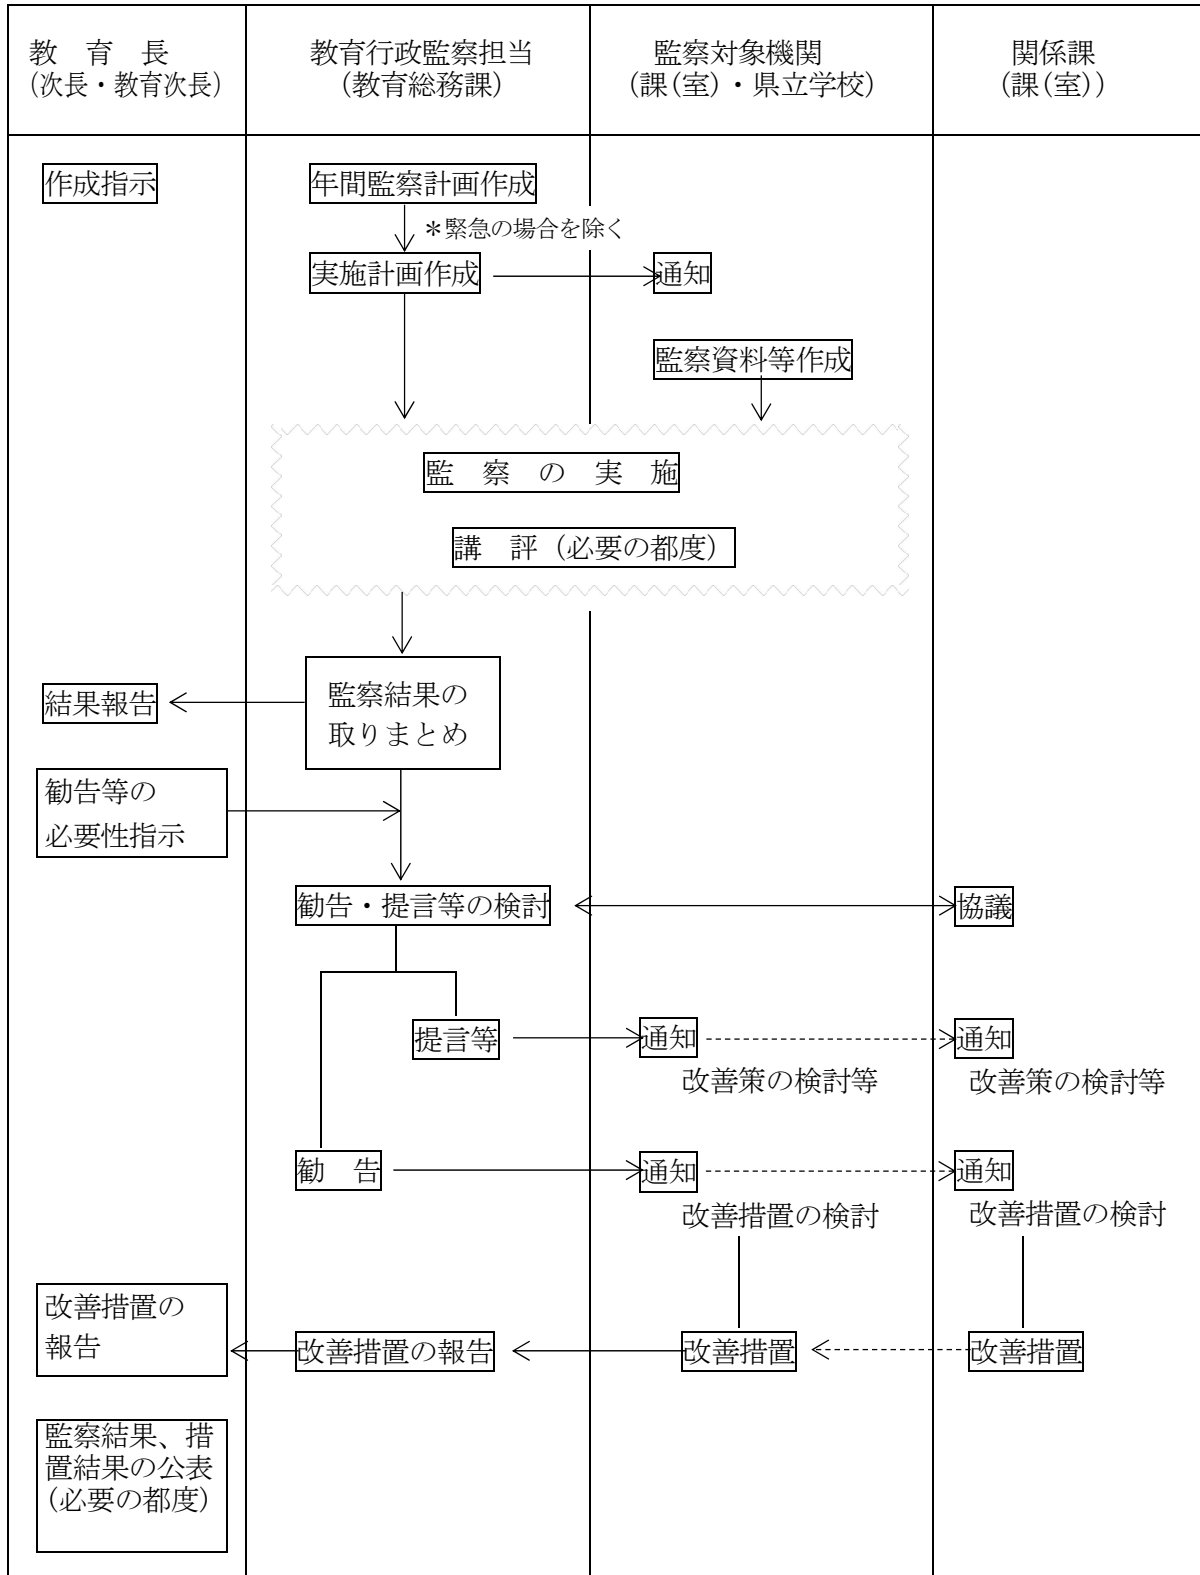 教　育　長
(次長・教育次長)
教育行政監察担当
(教育総務課)
監察対象機関
(課(室)・県立学校)
関係課
(課(室))
作成指示
年間監察計画作成
＊緊急の場合を除く
実施計画作成
通知
監察資料等作成
監　察　の　実　施
講　評（必要の都度）
監察結果の
取りまとめ
結果報告
勧告等の
必要性指示
勧告・提言等の検討
協議
提言等
通知
改善策の検討等
通知
改善策の検討等
勧　告
通知
改善措置の検討
通知
改善措置の検討
改善措置の
報告
改善措置の報告
改善措置
改善措置
監察結果、措
置結果の公表
(必要の都度)